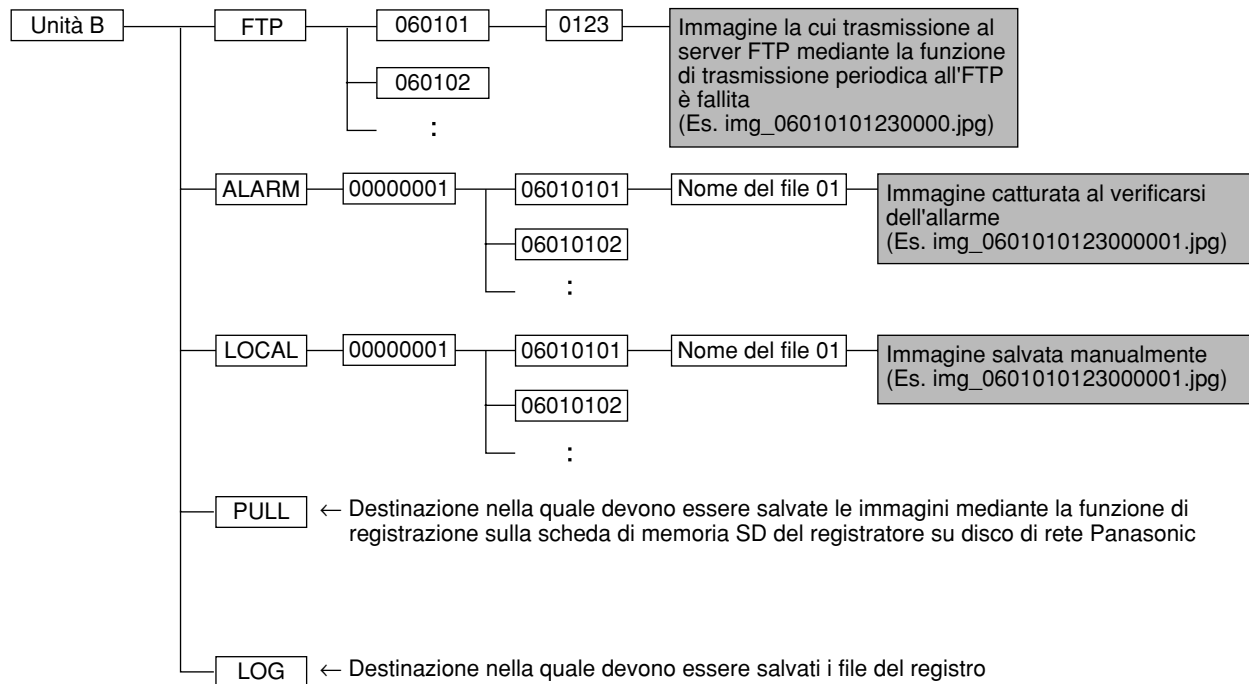 Unità B
FTP
060101
0123
Immagine la cui trasmissione al
server FTP mediante la funzione
di trasmissione periodica all'FTP
è fallita
(Es. img_06010101230000.jpg)
060102
:
ALARM
00000001
06010101
Nome del file 01
Immagine catturata al verificarsi
dell'allarme
(Es. img_0601010123000001.jpg)
06010102
:
LOCAL
00000001
06010101
Nome del file 01
Immagine salvata manualmente
(Es. img_0601010123000001.jpg)
06010102
:
PULL
← Destinazione nella quale devono essere salvate le immagini mediante la funzione di
registrazione sulla scheda di memoria SD del registratore su disco di rete Panasonic
LOG
← Destinazione nella quale devono essere salvati i file del registro